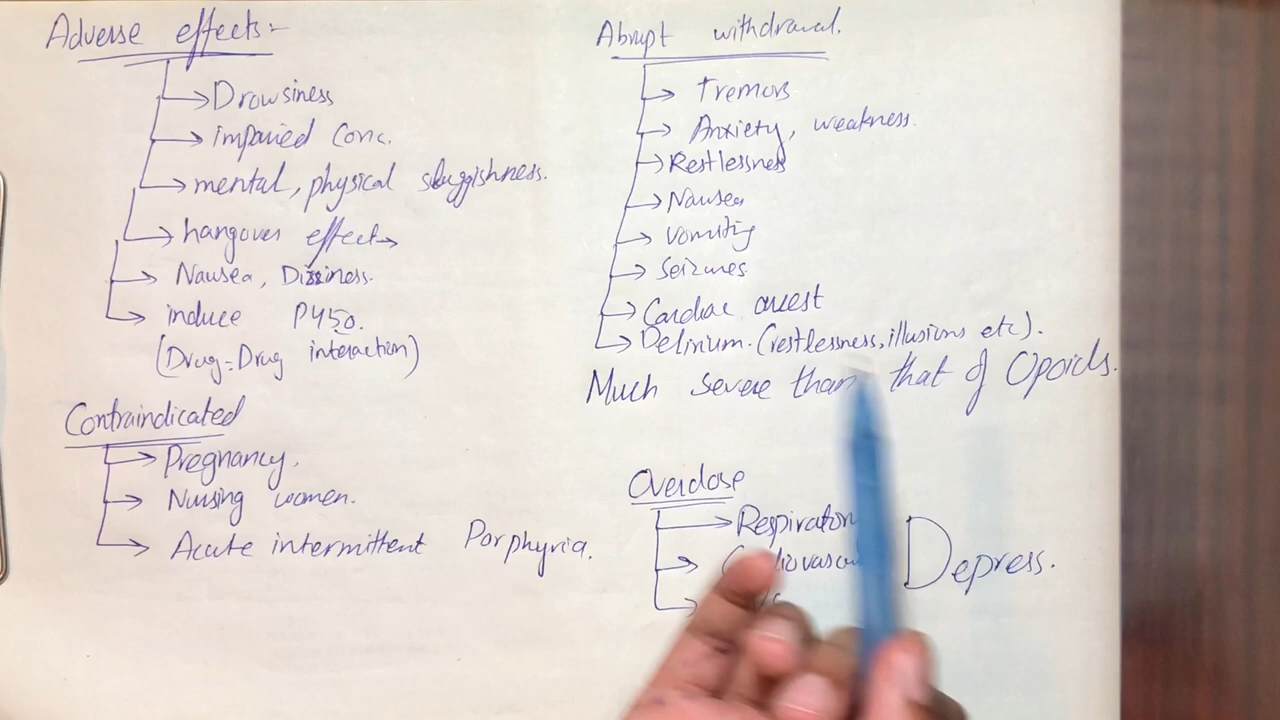 Adverse effects:-
Drowsiness
impaired Conc.
mental, physical sluggishness.
hangover effect
Nausea, Dizziness.
induce P450.
(Drug-Drug interaction)
Contraindicated
Pregnancy.
Nursing women.
Acute intermittent Porphyria.
Abrupt withdrawal.
Tremors
Anxiety, weakness.
Restlessness
Nausea
Vomiting
Seizures
Cardiac arrest
Delirium. (restlessness, illusions etc).
Much severe than that of Opoids.
Overdose
Depress.